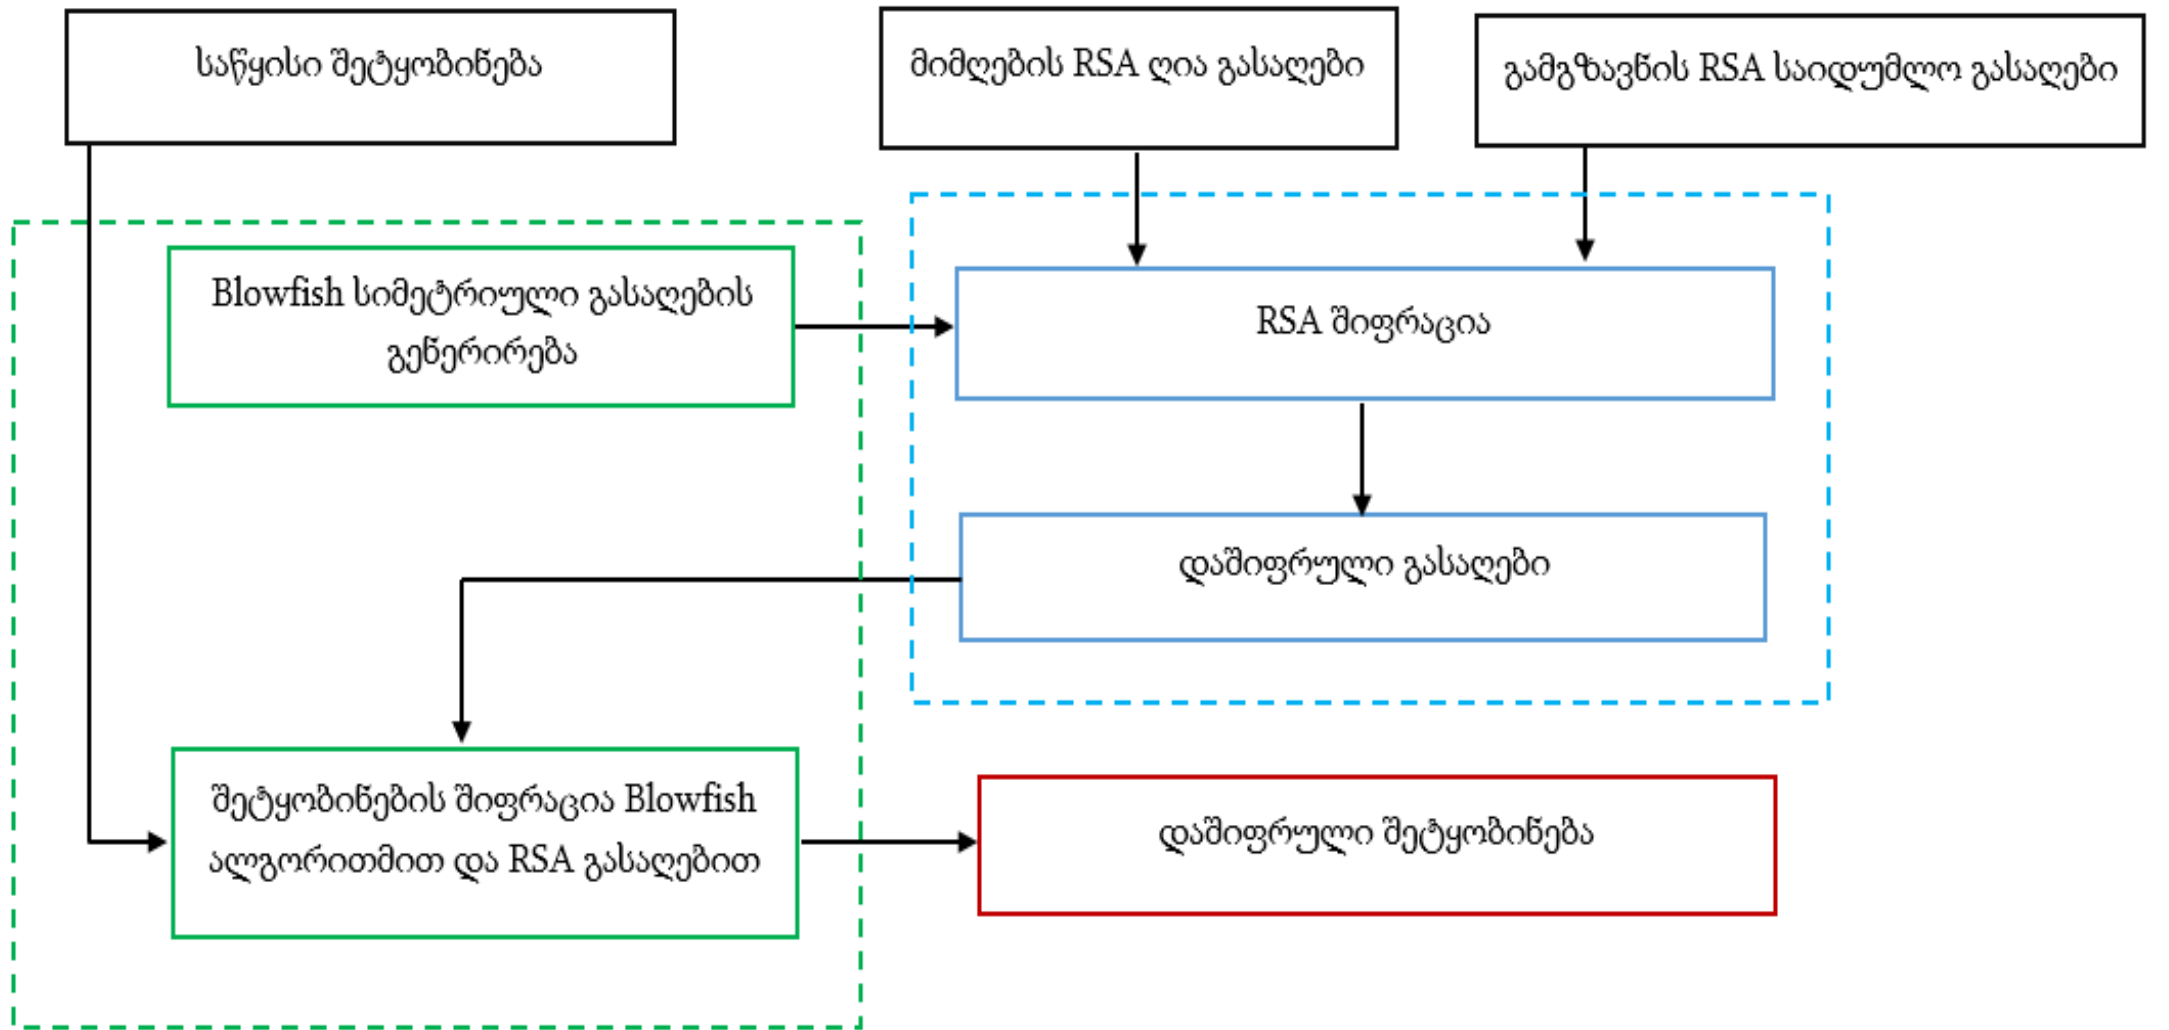 საწყისი შეტყობინება
მიმღების RSA ღია გასაღები
გამგზავნის RSA საიდუმლო გასაღები
Blowfish სიმეტრიული გასაღების
გენერირება
RSA შიფრაცია
დაშიფრული გასაღები
შეტყობინების შიფრაცია Blowfish
ალგორითმით და RSA გასაღებით
დაშიფრული შეტყობინება